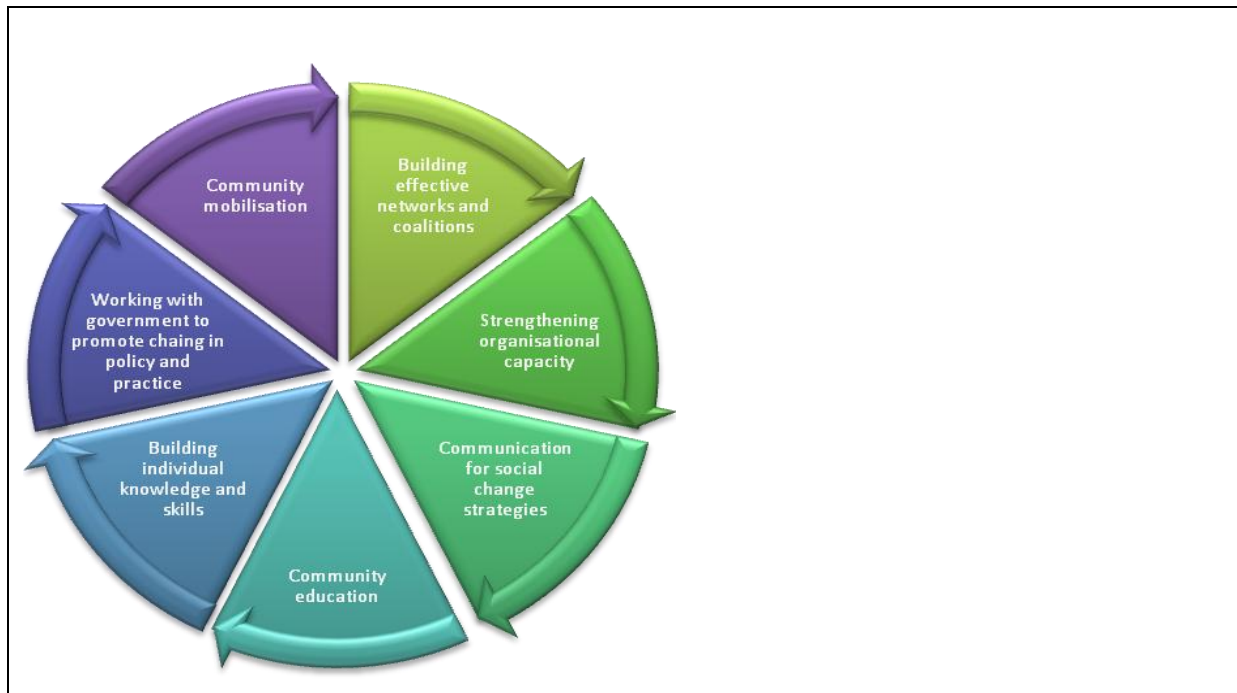 Building
effective
networks and
coalitions
Strengthening
organisational
capacity
Communication
for social
change
strategies
Community
education
Building
individual
knowledge and
skills
Working with
government to
promote chaing in
policy and
practice
Community
mobilisation